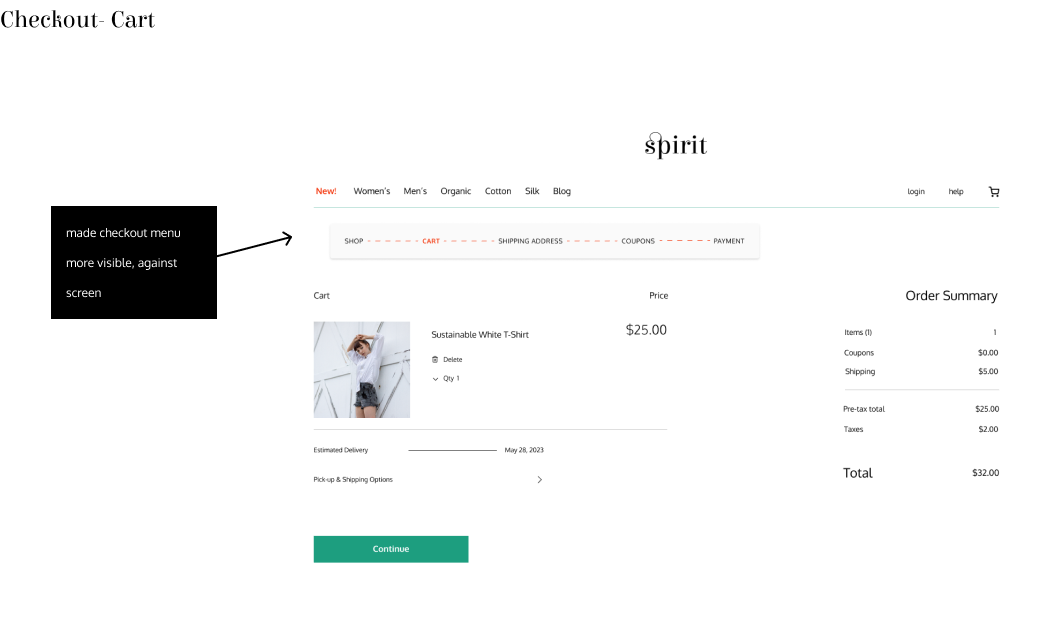 Checkout- Cart
spirit
New! Women's Men's Organic Cotton Silk Blog login help
made checkout menu
more visible, against
screen
SHOP CART SHIPPING ADDRESS COUPONS PAYMENT
Cart Price
Sustainable White T-Shirt $25.00
Delete
Qty 1
Estimated Delivery May 28, 2023
Pick-up & Shipping Options
Continue
Order Summary
Items (1) 1
Coupons $0.00
Shipping $5.00
Pre-tax total $25.00
Taxes $2.00
Total $32.00